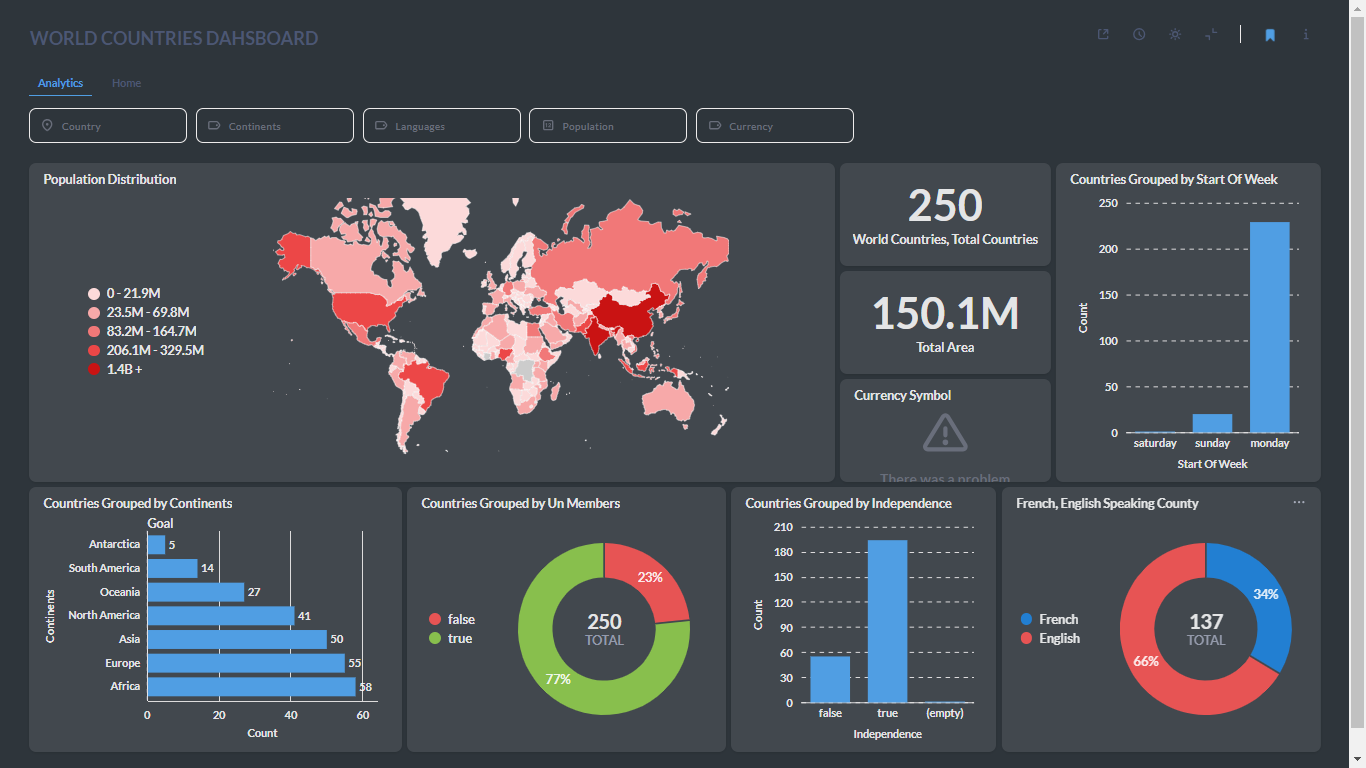 WORLD COUNTRIES DAHSBOARD
Analytics
Home
Country
Continents
Languages
Population
Currency
Population Distribution
0 - 21.9M
23.5M - 69.8M
83.2M - 164.7M
206.1M - 329.5M
1.4B +
250
World Countries, Total Countries
150.1M
Total Area
Currency Symbol
There was a problem
Countries Grouped by Start Of Week
250
200
150
100
50
0
Count
saturday
sunday
monday
Start Of Week
Countries Grouped by Continents
Goal
Continents
Antarctica 5
South America 14
Oceania 27
North America 41
Asia 50
Europe 55
Africa 58
0 20 40 60
Count
Countries Grouped by Un Members
false
true
23%
77%
250
TOTAL
Countries Grouped by Independence
210
180
150
120
90
60
30
0
Count
false
true
(empty)
Independence
French, English Speaking County
French
English
34%
66%
137
TOTAL